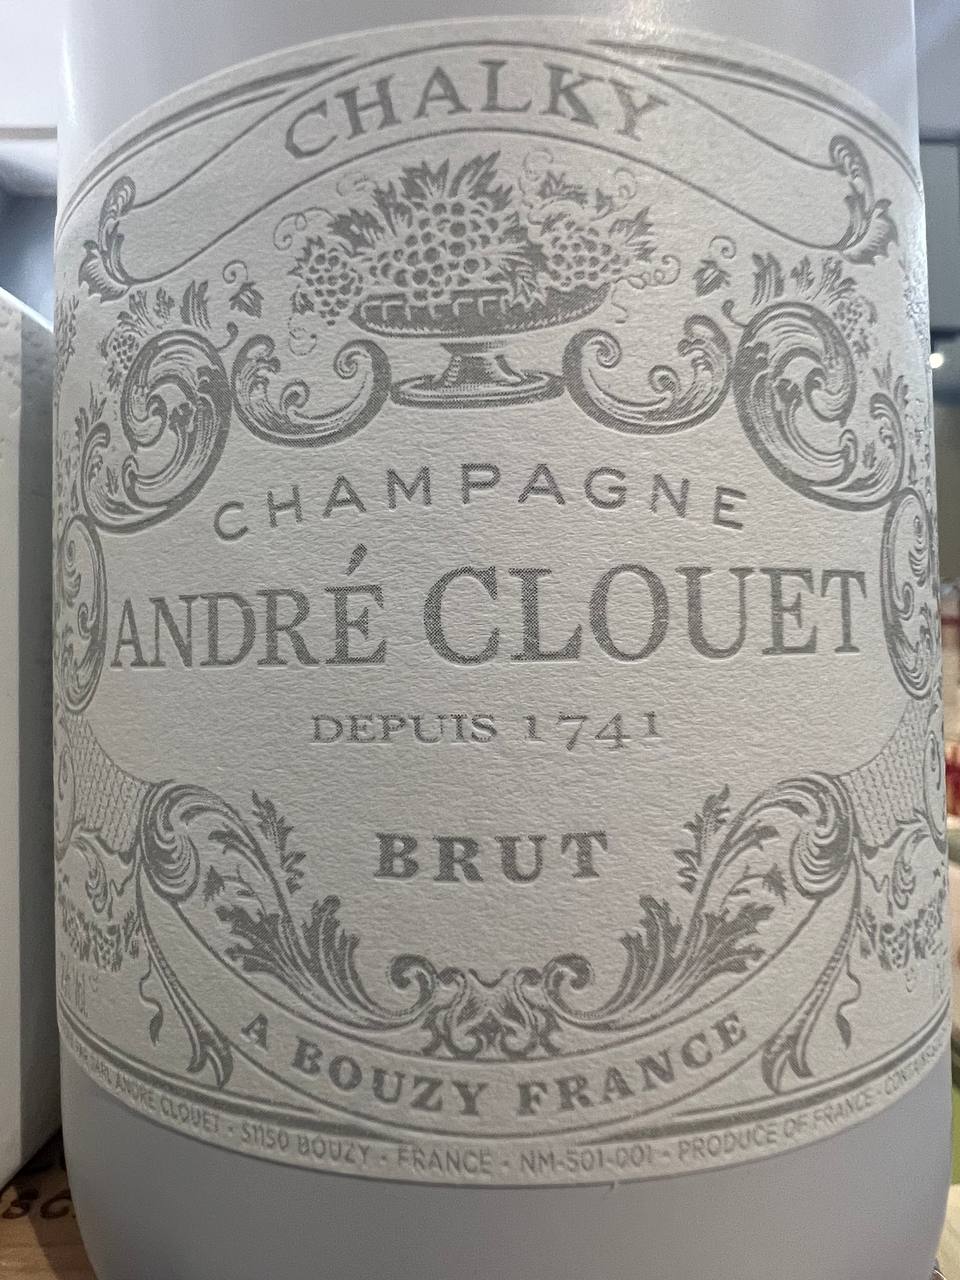 CHALKY
CHAMPAGNE
ANDRÉ CLOUET
DEPUIS 1741
BRUT
A BOUZY FRANCE
ANDRÉ CLOUET - 51150 BOUZY - FRANCE - NM-501-001 - PRODUCE OF FRANCE -